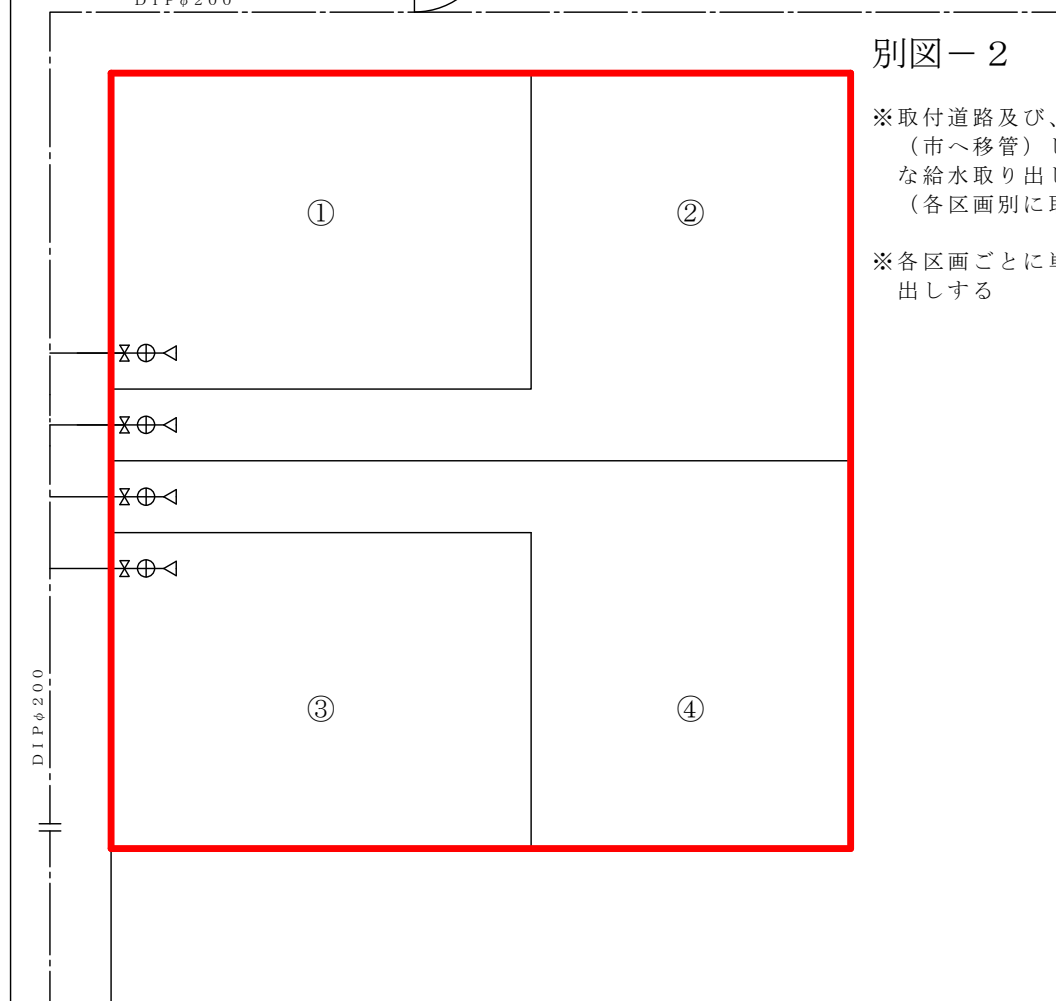 DIPφ200
別図－２
※取付道路及び、
（市へ移管）し
な給水取り出し
（各区画別に
①
②
※各区画ごとに
出しする
③
④
DIPφ200